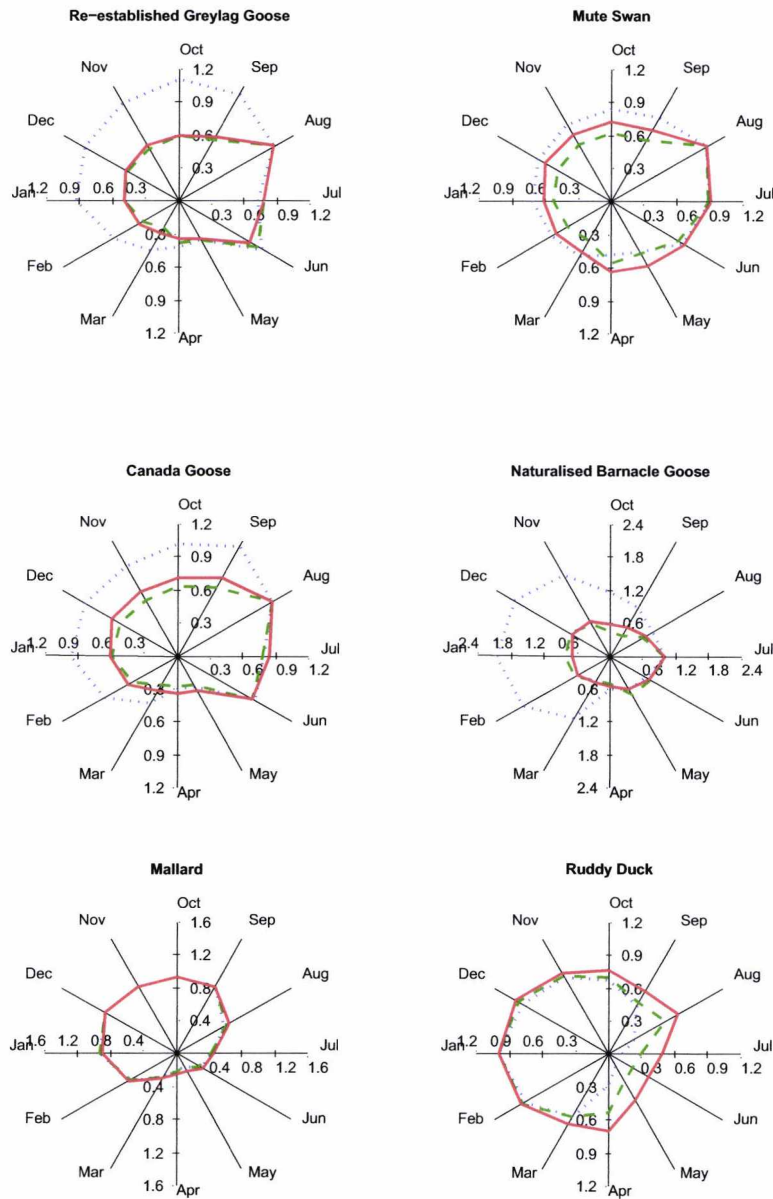 Re−established Greylag Goose
Oct
1.2
Nov Sep
0.9
Dec 0.6 Aug
0.3
Jan Jul
1.2 0.9 0.6 0.3
0.3 0.6 0.9 1.2
0.3
Feb 0.6 Jun
0.9
Mar May
1.2
Apr
Mute Swan
Oct
1.2
Nov Sep
0.9
Dec 0.6 Aug
0.3
Jan Jul
1.2 0.9 0.6 0.3
0.3 0.6 0.9 1.2
0.3
Feb 0.6 Jun
0.9
Mar May
1.2
Apr
Canada Goose
Oct
1.2
Nov Sep
0.9
Dec 0.6 Aug
0.3
Jan Jul
1.2 0.9 0.6 0.3
0.3 0.6 0.9 1.2
0.3
Feb 0.6 Jun
0.9
Mar May
1.2
Apr
Naturalised Barnacle Goose
Oct
2.4
Nov Sep
1.8
Dec 1.2 Aug
0.6
Jan Jul
2.4 1.8 1.2 0.6
0.6 1.2 1.8 2.4
0.6
Feb 1.2 Jun
1.8
Mar May
2.4
Apr
Mallard
Oct
1.6
Nov Sep
1.2
Dec 0.8 Aug
0.4
Jan Jul
1.6 1.2 0.8 0.4
0.4 0.8 1.2 1.6
0.4
Feb 0.8 Jun
1.2
Mar May
1.6
Apr
Ruddy Duck
Oct
1.2
Nov Sep
0.9
Dec 0.6 Aug
0.3
Jan Jul
1.2 0.9 0.6 0.3
0.3 0.6 0.9 1.2
0.3
Feb 0.6 Jun
0.9
Mar May
1.2
Apr